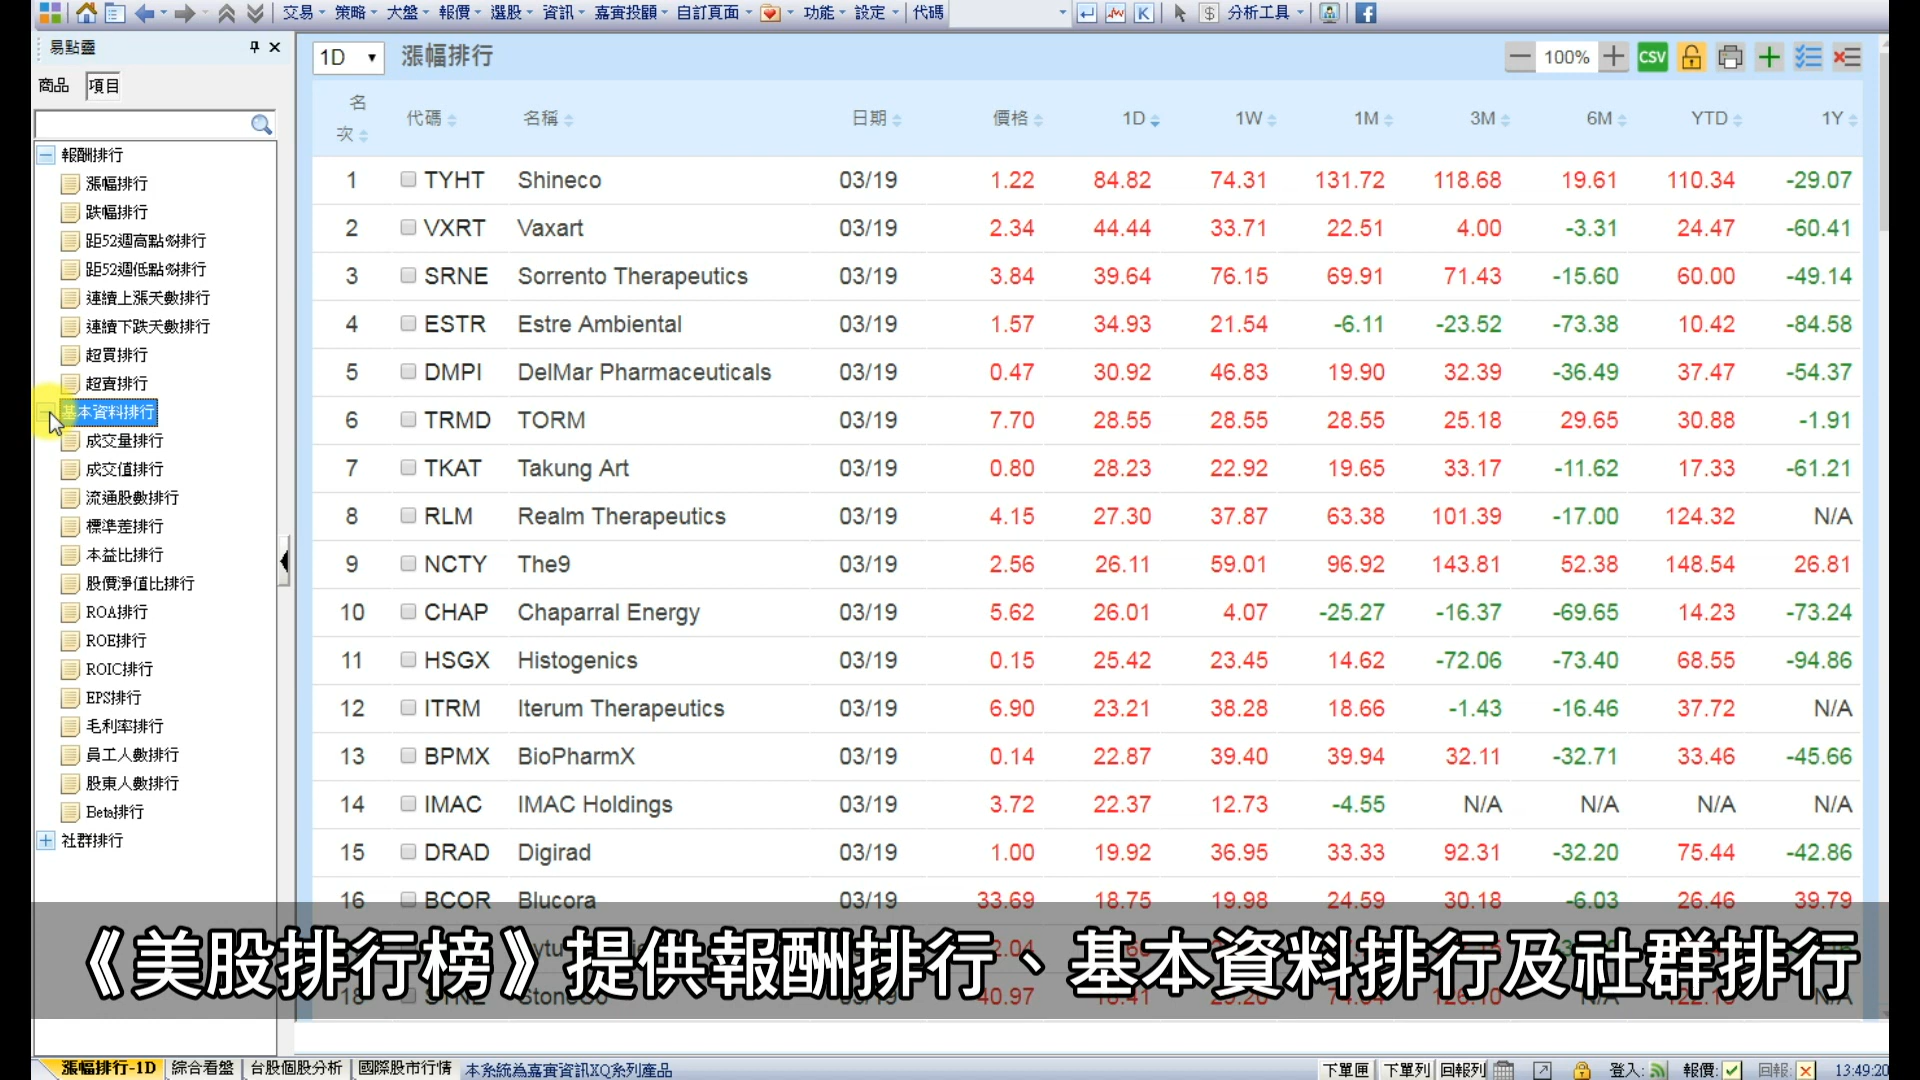 交易 策略 大盤 報價 選股 資訊 嘉實投顧 自訂頁面 功能 設定 代碼 K $ 分析工具 f
易點靈
商品 項目
報酬排行
漲幅排行
跌幅排行
距52週高點%排行
距52週低點%排行
連續上漲天數排行
連續下跌天數排行
超買排行
超賣排行
基本資料排行
成交量排行
成交值排行
流通股數排行
標準差排行
本益比排行
股價淨值比排行
ROA排行
ROE排行
ROIC排行
EPS排行
毛利率排行
員工人數排行
股東人數排行
Beta排行
社群排行
1D 漲幅排行 100% CSV
名次 代碼 名稱 日期 價格 1D 1W 1M 3M 6M YTD 1Y
1 TYHT Shineco 03/19 1.22 84.82 74.31 131.72 118.68 19.61 110.34 -29.07
2 VXRT Vaxart 03/19 2.34 44.44 33.71 22.51 4.00 -3.31 24.47 -60.41
3 SRNE Sorrento Therapeutics 03/19 3.84 39.64 76.15 69.91 71.43 -15.60 60.00 -49.14
4 ESTR Estre Ambiental 03/19 1.57 34.93 21.54 -6.11 -23.52 -73.38 10.42 -84.58
5 DMPI DelMar Pharmaceuticals 03/19 0.47 30.92 46.83 19.90 32.39 -36.49 37.47 -54.37
6 TRMD TORM 03/19 7.70 28.55 28.55 28.55 25.18 29.65 30.88 -1.91
7 TKAT Takung Art 03/19 0.80 28.23 22.92 19.65 33.17 -11.62 17.33 -61.21
8 RLM Realm Therapeutics 03/19 4.15 27.30 37.87 63.38 101.39 -17.00 124.32 N/A
9 NCTY The9 03/19 2.56 26.11 59.01 96.92 143.81 52.38 148.54 26.81
10 CHAP Chaparral Energy 03/19 5.62 26.01 4.07 -25.27 -16.37 -69.65 14.23 -73.24
11 HSGX Histogenics 03/19 0.15 25.42 23.45 14.62 -72.06 -73.40 68.55 -94.86
12 ITRM Iterum Therapeutics 03/19 6.90 23.21 38.28 18.66 -1.43 -16.46 37.72 N/A
13 BPMX BioPharmX 03/19 0.14 22.87 39.40 39.94 32.11 -32.71 33.46 -45.66
14 IMAC IMAC Holdings 03/19 3.72 22.37 12.73 -4.55 N/A N/A N/A N/A
15 DRAD Digirad 03/19 1.00 19.92 36.95 33.33 92.31 -32.20 75.44 -42.86
16 BCOR Blucora 03/19 33.69 18.75 19.98 24.59 30.18 -6.03 26.46 39.79
《美股排行榜》提供報酬排行、基本資料排行及社群排行
漲幅排行-1D 綜合看盤 台股個股分析 國際股市行情 本系統為嘉實資訊XQ系列產品 下單匣 下單列 回報列 登入: 報價: 回報: 13:49:20